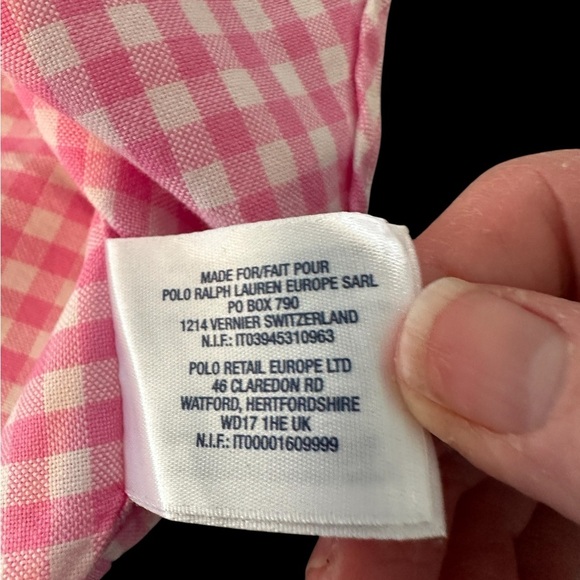 MADE FOR/FAIT POUR
POLO RALPH LAUREN EUROPE SARL
PO BOX 790
1214 VERNIER SWITZERLAND
N.I.F.: IT03945310963
POLO RETAIL EUROPE LTD
46 CLAREDON RD
WATFORD, HERTFORDSHIRE
WD17 1HE UK
N.I.F.: IT00001609999